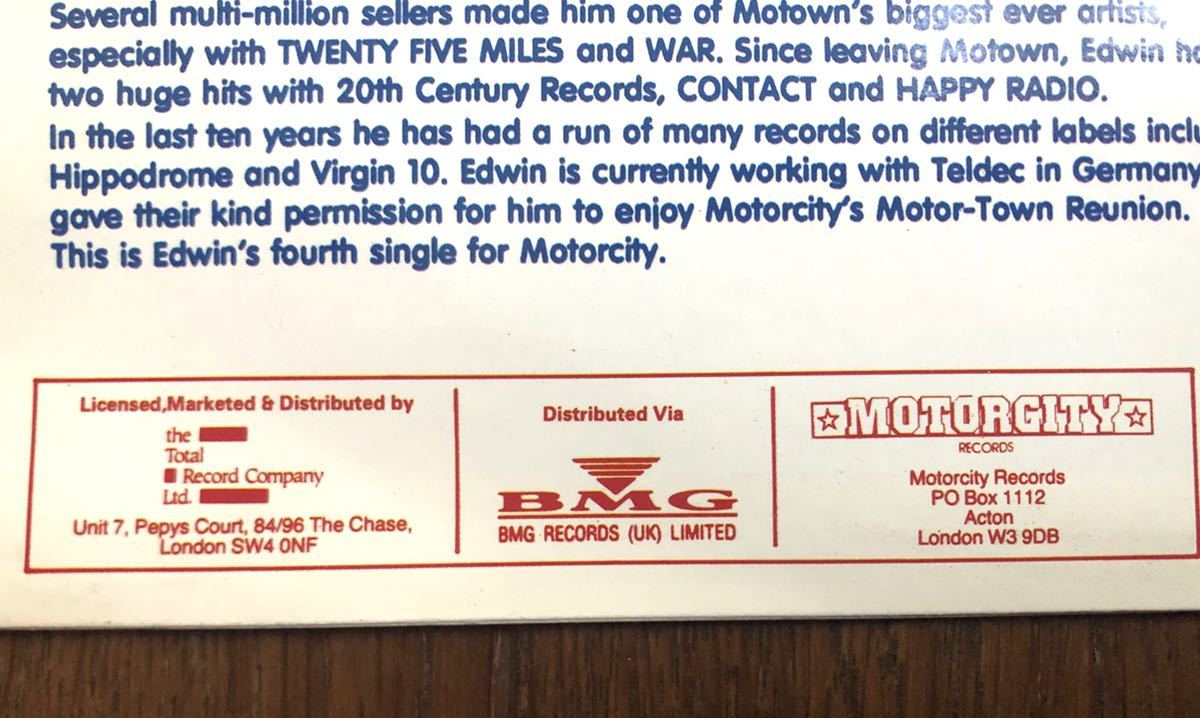 Several multi-million sellers made him one of Motown's biggest ever artists,
especially with TWENTY FIVE MILES and WAR. Since leaving Motown, Edwin
two huge hits with 20th Century Records, CONTACT and HAPPY RADIO.
In the last ten years he has had a run of many records on different labels
Hippodrome and Virgin 10. Edwin is currently working with Teldec in Germany
gave their kind permission for him to enjoy Motorcity's Motor-Town Reunion.
This is Edwin's fourth single for Motorcity.
Licensed,Marketed & Distributed by
the
Total
Record Company
Ltd.
Unit 7, Pepys Court, 84/96 The Chase,
London SW4 0NF
Distributed Via
BMG
BMG RECORDS (UK) LIMITED
MOTORCITY
RECORDS
Motorcity Records
PO Box 1112
Acton
London W3 9DB